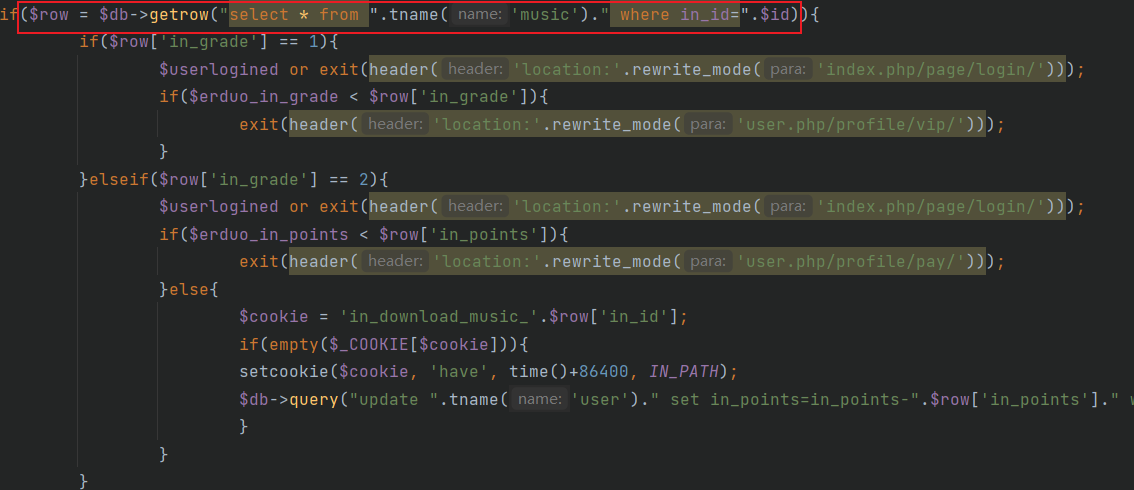 if($row = $db->getrow("select * from ".tname( name: 'music')." where in_id=".$id)){
if($row['in_grade'] == 1){
$userlogined or exit(header( header: 'location:'.rewrite_mode( para: 'index.php/page/login/')));
if($erduo_in_grade < $row['in_grade']){
exit(header( header: 'location:'.rewrite_mode( para: 'user.php/profile/vip/')));
}
}elseif($row['in_grade'] == 2){
$userlogined or exit(header( header: 'location:'.rewrite_mode( para: 'index.php/page/login/')));
if($erduo_in_points < $row['in_points']){
exit(header( header: 'location:'.rewrite_mode( para: 'user.php/profile/pay/')));
}else{
$cookie = 'in_download_music_'.$row['in_id'];
if(empty($_COOKIE[$cookie])){
setcookie($cookie, 'have', time()+86400, IN_PATH);
$db->query("update ".tname( name: 'user')." set in_points=in_points-".$row['in_points']." w
}
}
}